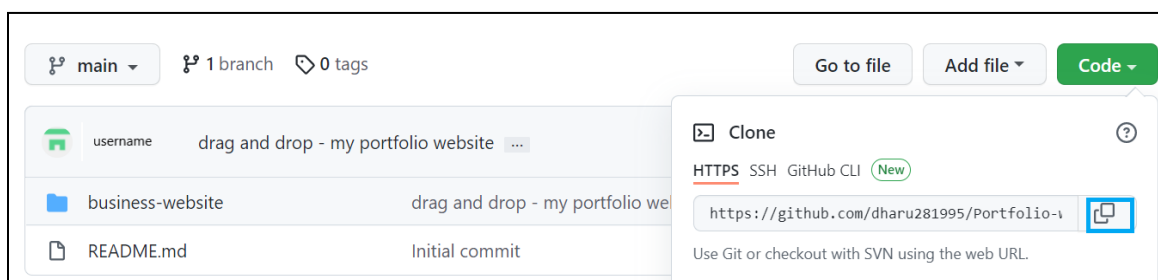 main 1 branch 0 tags Go to file Add file Code
username drag and drop - my portfolio website ...
business-website drag and drop - my portfolio
README.md Initial commit
Clone
HTTPS SSH GitHub CLI New
https://github.com/dharu281995/Portfolio-
Use Git or checkout with SVN using the web URL.